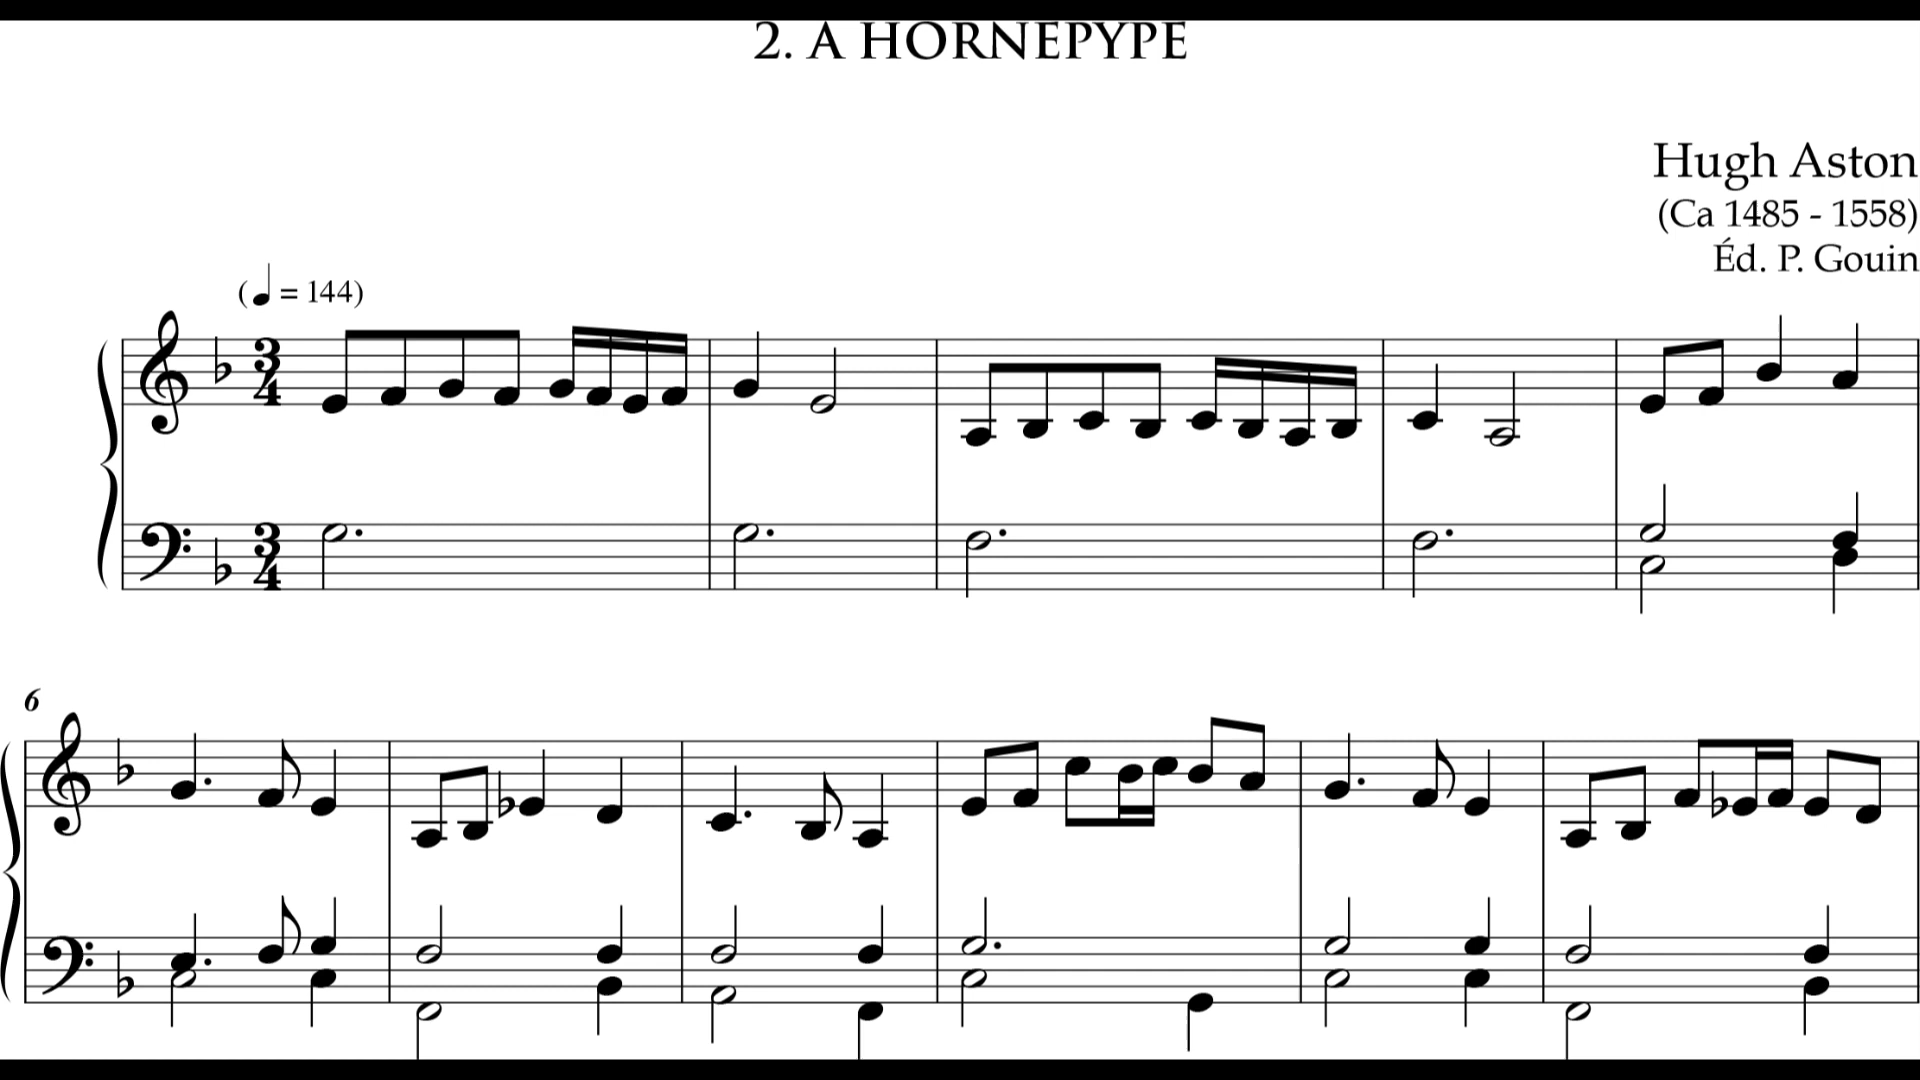 2. A HORNEPYPE
Hugh Aston
(Ca 1485 - 1558)
Éd. P. Gouin
(♩ = 144)
3
4
3
4
6